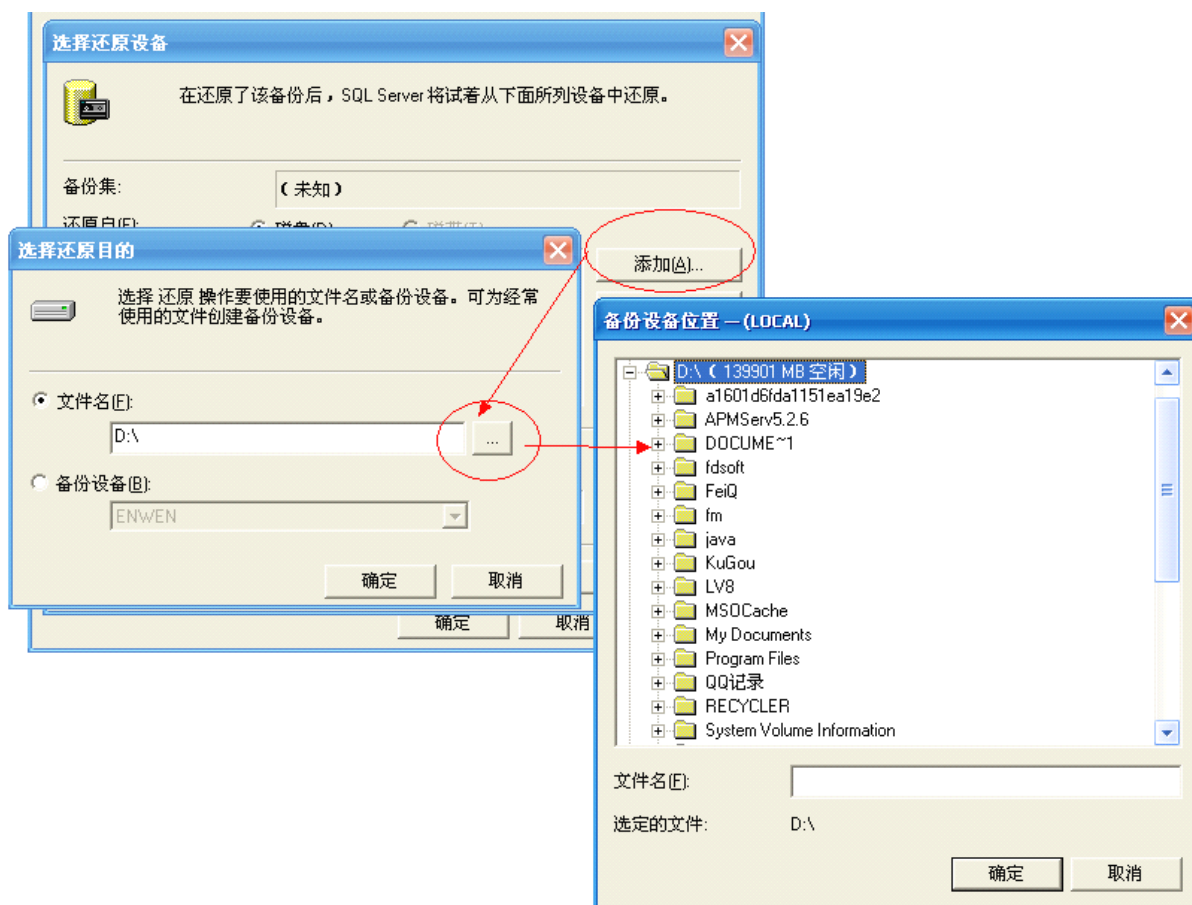 选择还原设备
在还原了该备份后，SQL Server 将试着从下面所列设备中还原。
备份集:
（未知）
还原自(F):
磁盘(D)
磁带(T)
添加(A)...
确定
取消
选择还原目的
选择 还原 操作要使用的文件名或备份设备。可为经常
使用的文件创建备份设备。
文件名(F):
D:\
...
备份设备(B):
ENWEN
确定
取消
备份设备位置 - (LOCAL)
D:\（139901 MB 空闲）
a1601d6fda1151ea19e2
APMServ5.2.6
DOCUME~1
fdsoft
FeiQ
fm
java
KuGou
LV8
MSOCache
My Documents
Program Files
QQ记录
RECYCLER
System Volume Information
文件名(F):
选定的文件:
D:\
确定
取消